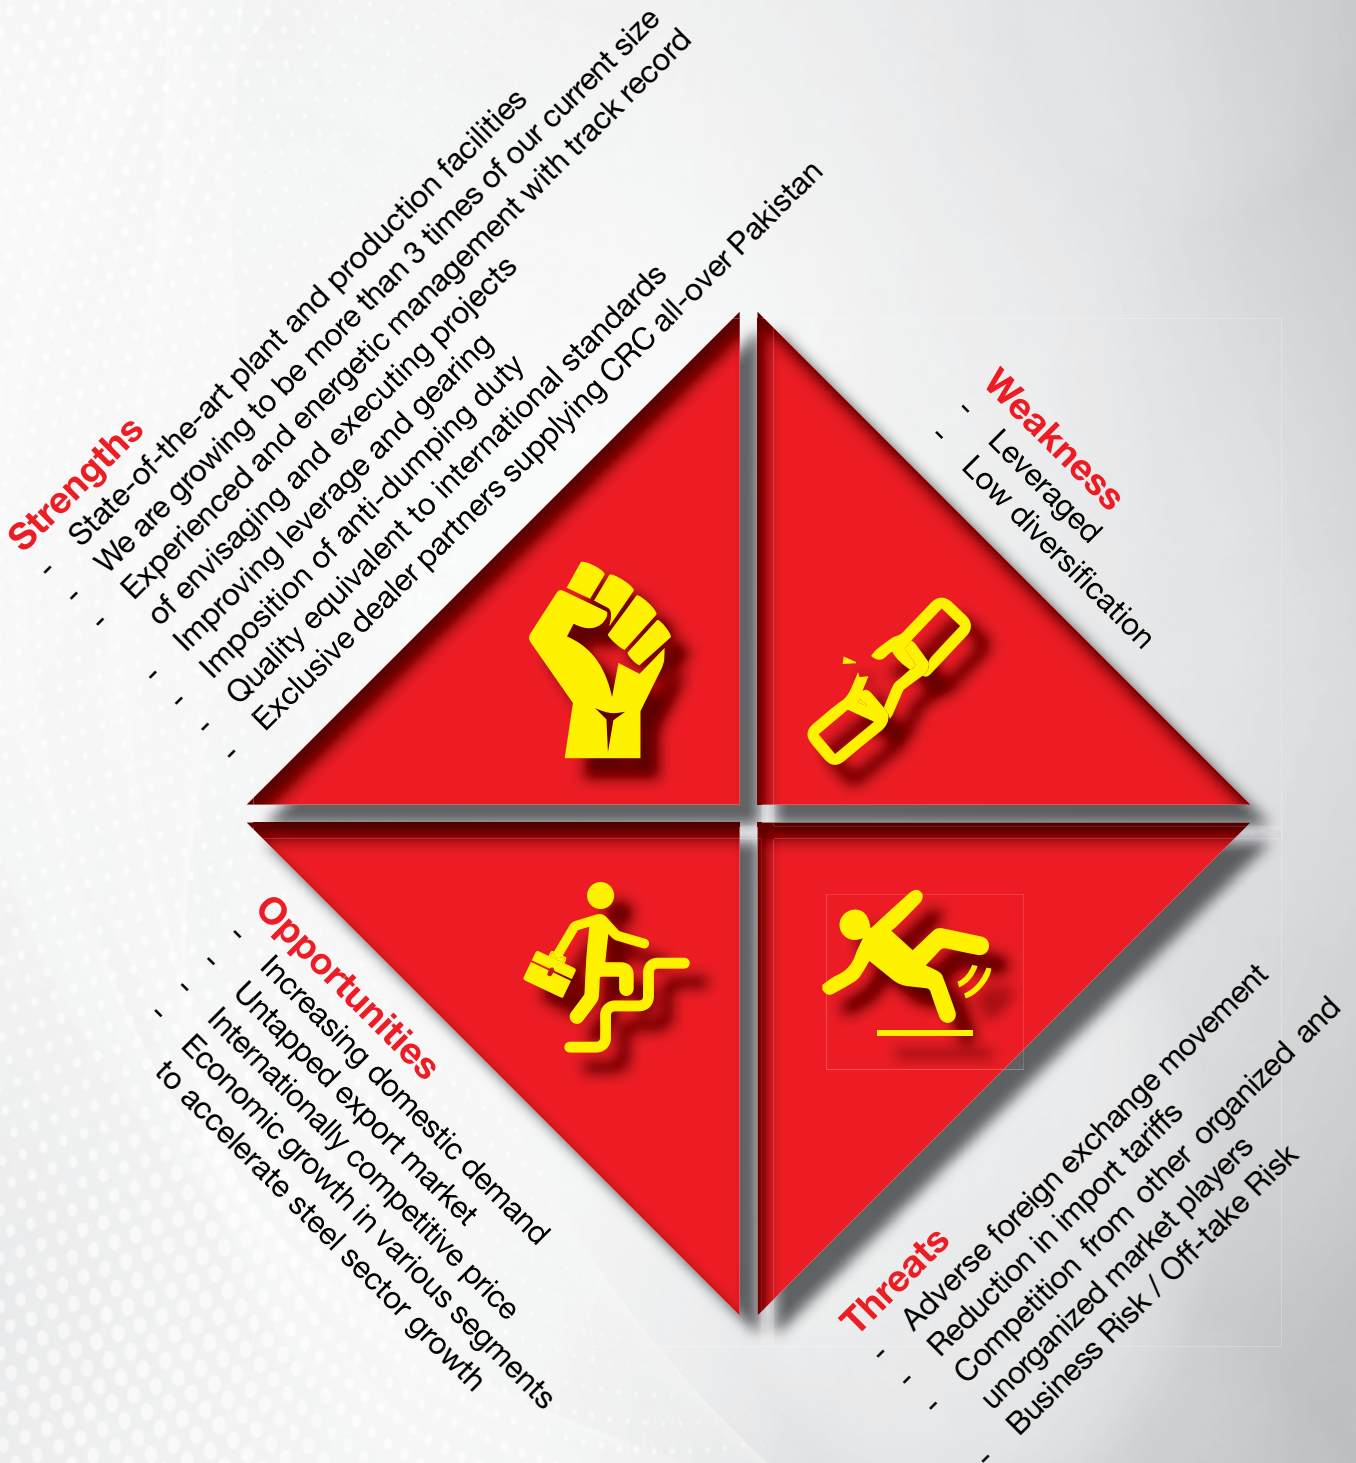 Strengths
- State-of-the-art plant and production facilities
- We are growing to be more than 3 times of our current size
- Experienced and energetic management with track record
of envisaging and executing projects
- Improving leverage and gearing
- Imposition of anti-dumping duty
- Quality equivalent to international standards
- Exclusive dealer partners supplying CRC all-over Pakistan
Weakness
- Leveraged
- Low diversification
Opportunities
- Increasing domestic demand
- Untapped export market
- Internationally competitive price
- Economic growth in various segments
to accelerate steel sector growth
Threats
- Adverse foreign exchange movement
- Reduction in import tariffs
- Competition from other organized and
unorganized market players
- Business Risk / Off-take Risk